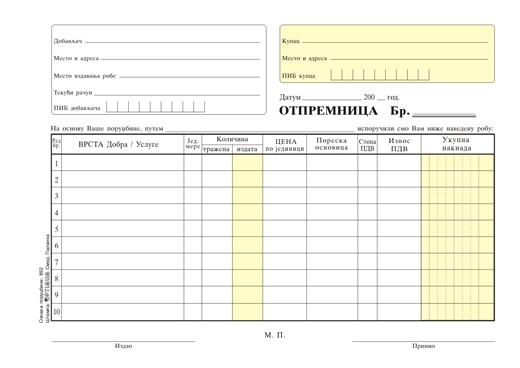 Добављач
Место и адреса
Место издавања робе
Текући рачун
ПИБ добављача
Купац
Место и адреса
ПИБ купца
Датум 200 год.
ОТПРЕМНИЦА Бр.
На основу Ваше поруџбине, путем испоручили смо Вам ниже наведену робу:
Ред. бр.
ВРСТА Добра / Услуге
Јед. мере
Количина
тражена
издата
ЦЕНА по јединици
Пореска основица
Стопа ПДВ
Износ ПДВ
Укупна накнада
1
2
3
4
5
6
7
8
9
10
М. П.
Издао
Примио
Ознака поруџбине:
Штампа
Смед. Паланка